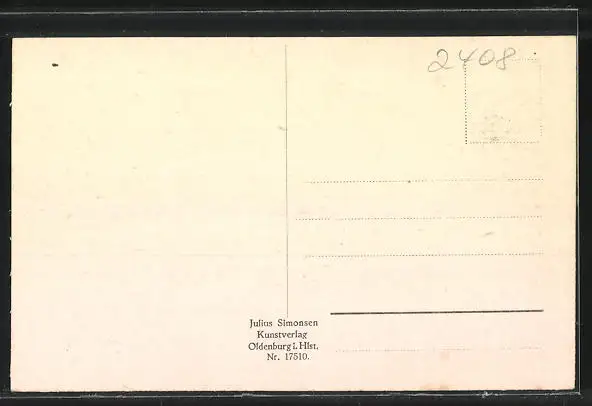 2408
Julius Simonsen
Kunstverlag
Oldenburg i. Hlst.
Nr. 17510.